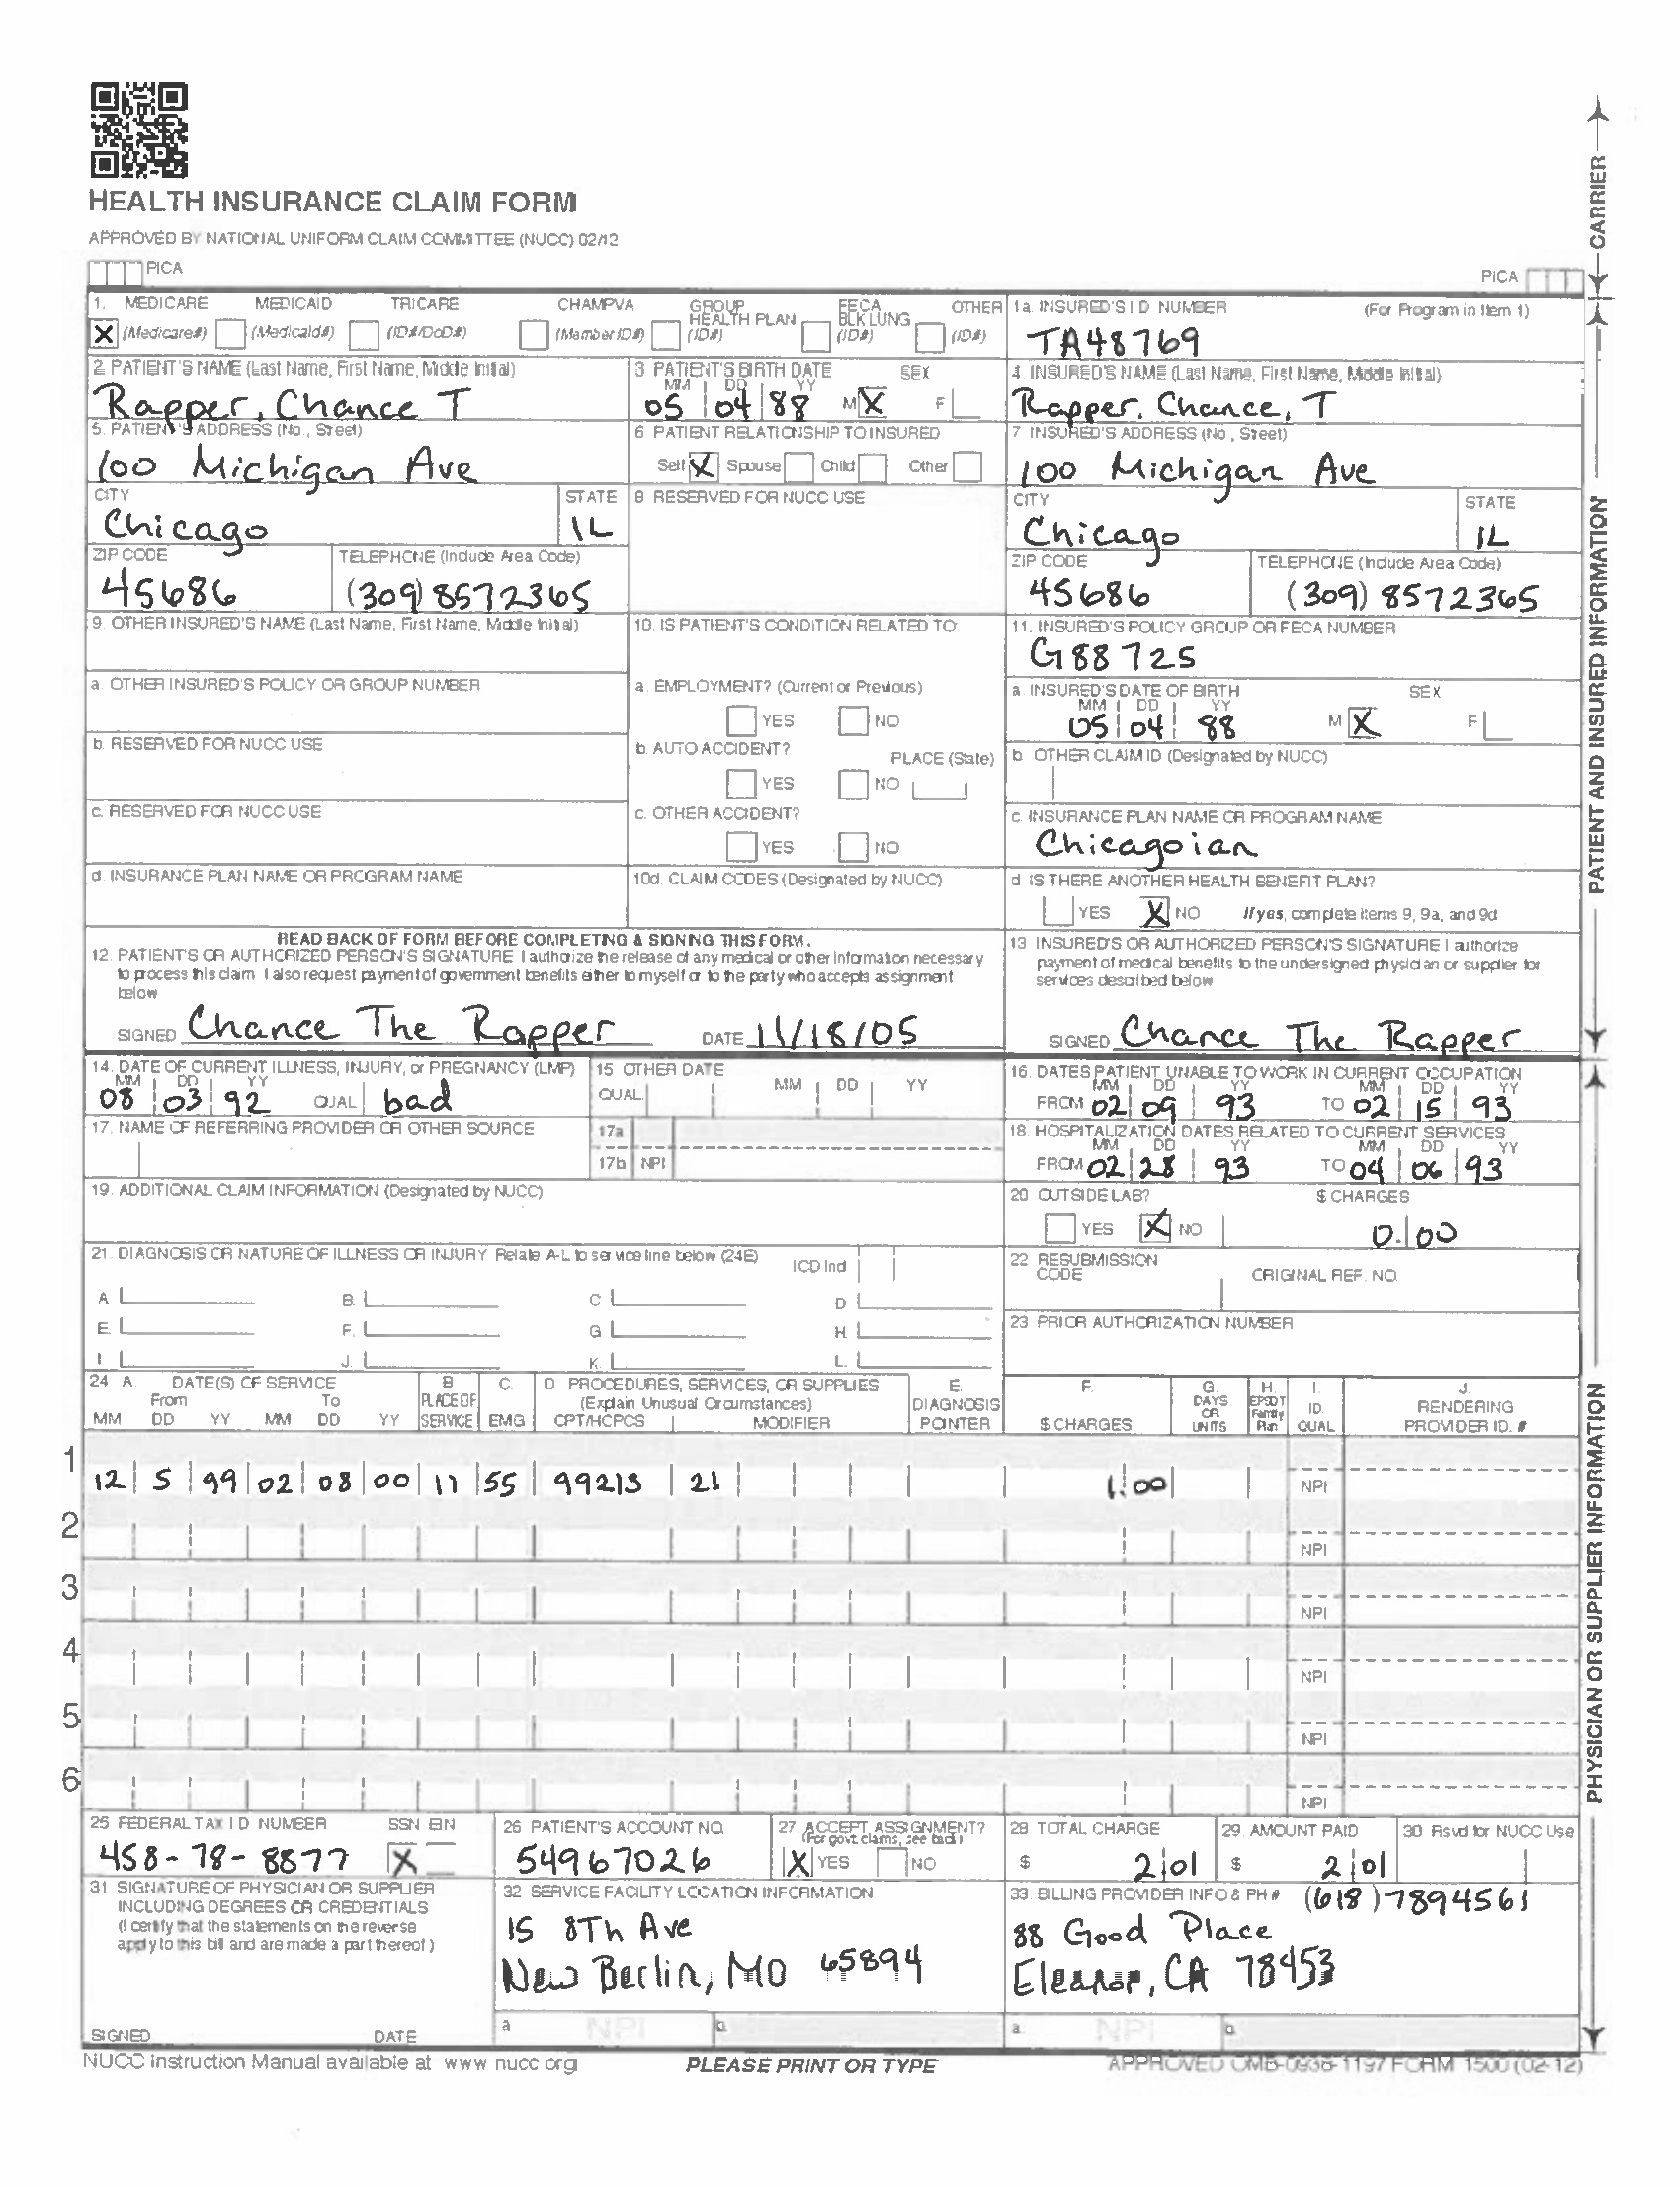 HEALTH INSURANCE CLAIM FORM
APPROVED BY NATIONAL UNIFORM CLAIM COMMITTEE (NUCC) 02/12
PICA
PICA
CARRIER
1. MEDICARE MEDICAID TRICARE CHAMPVA GROUP HEALTH PLAN FECA BLK LUNG OTHER
X (Medicare#) (Medicaid#) (ID#/DoD#) (Member ID#) (ID#) (ID#) (ID#)
1a. INSURED'S I.D. NUMBER (For Program in Item 1)
TA48769
2. PATIENT'S NAME (Last Name, First Name, Middle Initial)
Rapper, Chance T
3 PATIENT'S BIRTH DATE SEX
MM DD YY
05 04 88 M X F
4. INSURED'S NAME (Last Name, First Name, Middle Initial)
Rapper, Chance, T
5. PATIENT'S ADDRESS (No., Street)
100 Michigan Ave
6 PATIENT RELATIONSHIP TO INSURED
Self X Spouse Child Other
7 INSURED'S ADDRESS (No., Street)
100 Michigan Ave
CITY STATE
Chicago IL
8 RESERVED FOR NUCC USE
CITY STATE
Chicago IL
ZIP CODE TELEPHONE (Include Area Code)
45686 (309) 8572365
ZIP CODE TELEPHONE (Include Area Code)
45686 (309) 8572365
9. OTHER INSURED'S NAME (Last Name, First Name, Middle Initial)
10. IS PATIENT'S CONDITION RELATED TO:
11. INSURED'S POLICY GROUP OR FECA NUMBER
G88725
a. OTHER INSURED'S POLICY OR GROUP NUMBER
a. EMPLOYMENT? (Current or Previous)
YES NO
a. INSURED'S DATE OF BIRTH SEX
MM DD YY
05 04 88 M X F
b. RESERVED FOR NUCC USE
b. AUTO ACCIDENT? PLACE (State)
YES NO
b. OTHER CLAIM ID (Designated by NUCC)
c. RESERVED FOR NUCC USE
c. OTHER ACCIDENT?
YES NO
c. INSURANCE PLAN NAME OR PROGRAM NAME
Chicagoian
d. INSURANCE PLAN NAME OR PROGRAM NAME
10d. CLAIM CODES (Designated by NUCC)
d IS THERE ANOTHER HEALTH BENEFIT PLAN?
YES X NO If yes, complete items 9, 9a, and 9d
PATIENT AND INSURED INFORMATION
READ BACK OF FORM BEFORE COMPLETING & SIGNING THIS FORM.
12. PATIENT'S OR AUTHORIZED PERSON'S SIGNATURE I authorize the release of any medical or other information necessary
to process this claim. I also request payment of government benefits either to myself or to the party who accepts assignment
below
SIGNED Chance The Rapper DATE 11/18/05
13 INSURED'S OR AUTHORIZED PERSON'S SIGNATURE I authorize
payment of medical benefits to the undersigned physician or supplier for
services described below
SIGNED Chance The Rapper
14. DATE OF CURRENT ILLNESS, INJURY, or PREGNANCY (LMP)
MM DD YY
08 03 92 QUAL bad
15 OTHER DATE
QUAL MM DD YY
16. DATES PATIENT UNABLE TO WORK IN CURRENT OCCUPATION
MM DD YY MM DD YY
FROM 02 09 93 TO 02 15 93
17. NAME OF REFERRING PROVIDER OR OTHER SOURCE
17a
17b NPI
18. HOSPITALIZATION DATES RELATED TO CURRENT SERVICES
MM DD YY MM DD YY
FROM 02 28 93 TO 04 06 93
19. ADDITIONAL CLAIM INFORMATION (Designated by NUCC)
20 OUTSIDE LAB? $ CHARGES
YES X NO 0.00
21. DIAGNOSIS OR NATURE OF ILLNESS OR INJURY Relate A-L to service line below (24E) ICD Ind
A B. C D
E. F. G H.
I. J. K. L.
22 RESUBMISSION CODE ORIGINAL REF. NO.
23 PRIOR AUTHORIZATION NUMBER
24 A. DATE(S) OF SERVICE B PLACE OF SERVICE C. EMG D PROCEDURES, SERVICES, OR SUPPLIES E. DIAGNOSIS POINTER F. $ CHARGES G. DAYS OR UNITS H. EPSDT Family Plan I. ID. QUAL J. RENDERING PROVIDER ID. #
From To (Explain Unusual Circumstances)
MM DD YY MM DD YY CPT/HCPCS MODIFIER
1 12 5 99 02 08 00 11 55 99213 21 1.00 NPI
2 NPI
3 NPI
4 NPI
5 NPI
6 NPI
PHYSICIAN OR SUPPLIER INFORMATION
25 FEDERAL TAX I.D. NUMBER SSN EIN
458-78-8877 X
26 PATIENT'S ACCOUNT NO.
54967026
27. ACCEPT ASSIGNMENT?
(For govt. claims, see back)
X YES NO
28 TOTAL CHARGE
$ 2 01
29. AMOUNT PAID
$ 2 01
30 Rsvd for NUCC Use
31 SIGNATURE OF PHYSICIAN OR SUPPLIER
INCLUDING DEGREES OR CREDENTIALS
(I certify that the statements on the reverse
apply to this bill and are made a part thereof.)
SIGNED DATE
32 SERVICE FACILITY LOCATION INFORMATION
15 8Th Ave
New Berlin, MO 65894
a NPI b.
33. BILLING PROVIDER INFO & PH # (618)7894561
88 Good Place
Eleanor, CA 78453
a. NPI b.
NUCC Instruction Manual available at www nucc org
PLEASE PRINT OR TYPE
APPROVED OMB-0938-1197 FORM 1500 (02-12)